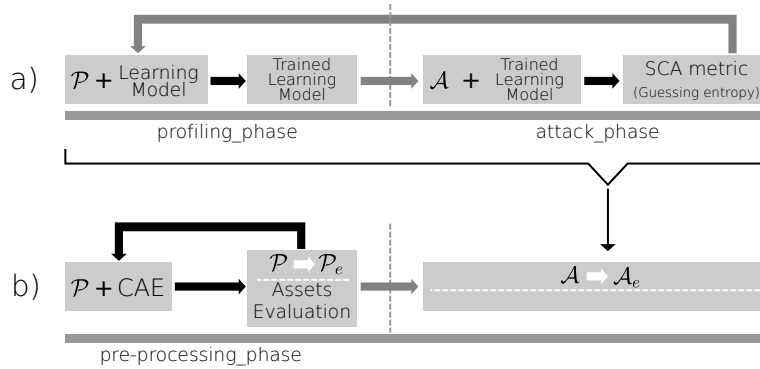 a)
𝒫 + Learning Model
Trained
Learning
Model
𝒜 +
Trained
Learning
Model
SCA metric
(Guessing entropy)
profiling_phase
attack_phase
b)
𝒫 + CAE
𝒫 → 𝒫e
Assets
Evaluation
𝒜 → 𝒜e
pre-processing_phase